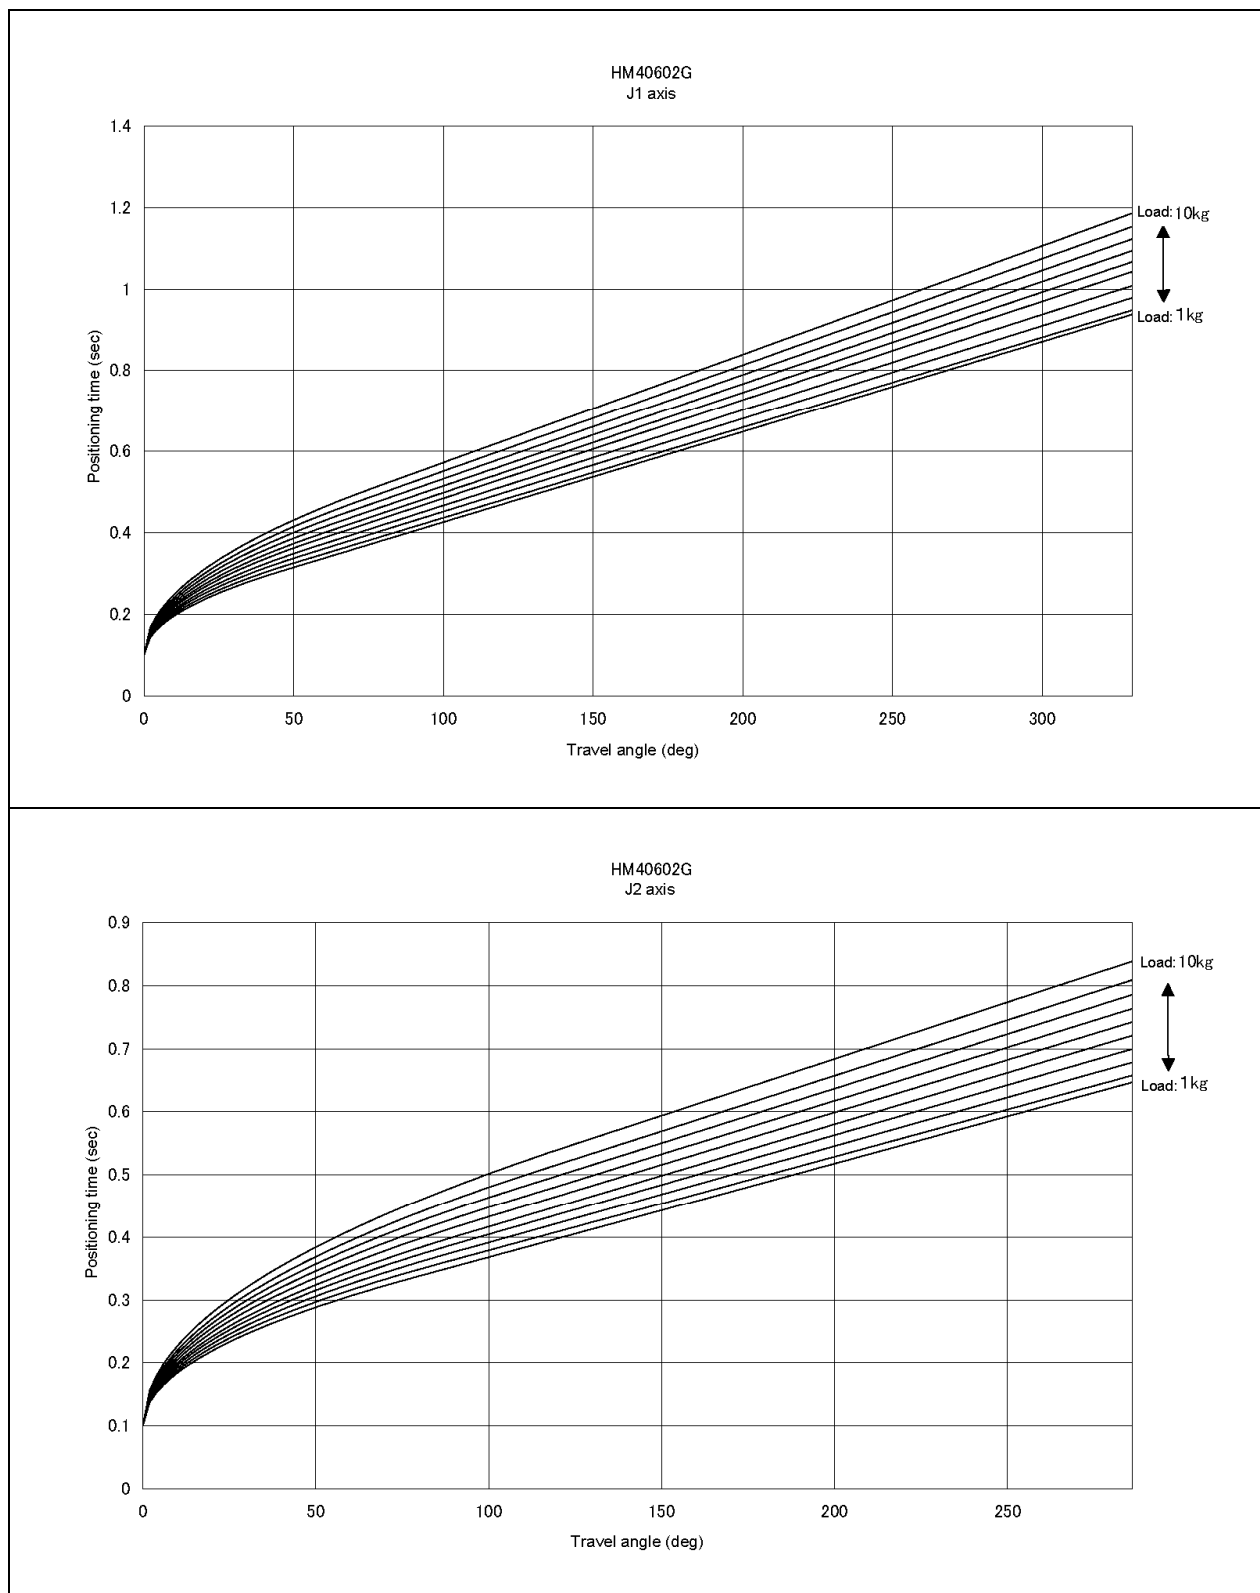 HM40602G
J1 axis
1.4
1.2
1
0.8
0.6
0.4
0.2
0
Positioning time (sec)
Load: 10kg
Load: 1kg
0 50 100 150 200 250 300
Travel angle (deg)
HM40602G
J2 axis
0.9
0.8
0.7
0.6
0.5
0.4
0.3
0.2
0.1
0
Positioning time (sec)
Load: 10kg
Load: 1kg
0 50 100 150 200 250
Travel angle (deg)